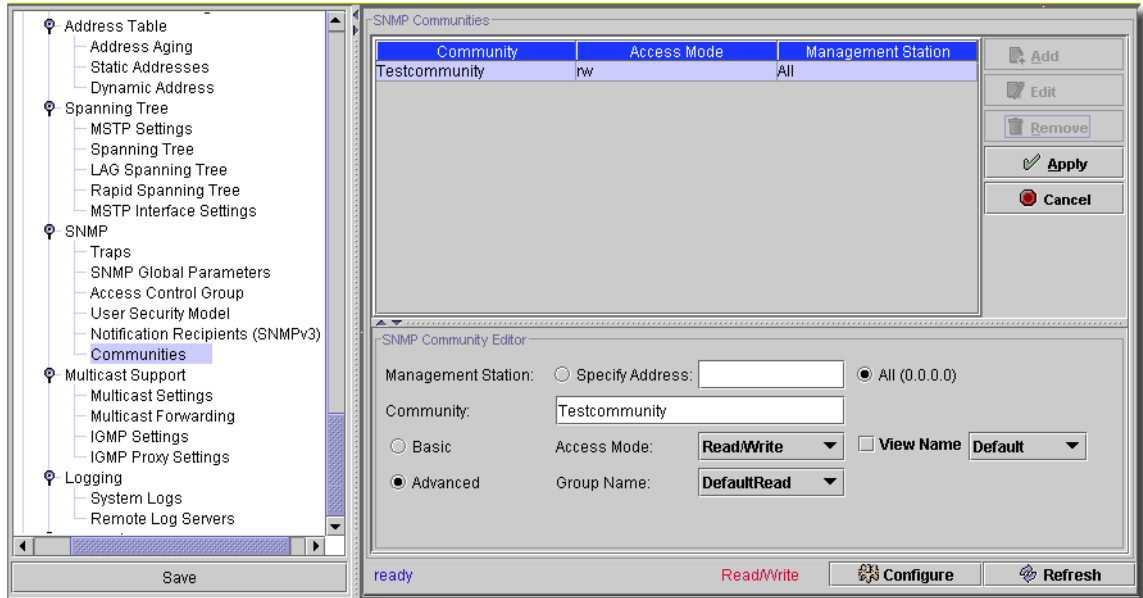 Address Table
Address Aging
Static Addresses
Dynamic Address
Spanning Tree
MSTP Settings
Spanning Tree
LAG Spanning Tree
Rapid Spanning Tree
MSTP Interface Settings
SNMP
Traps
SNMP Global Parameters
Access Control Group
User Security Model
Notification Recipients (SNMPv3)
Communities
Multicast Support
Multicast Settings
Multicast Forwarding
IGMP Settings
IGMP Proxy Settings
Logging
System Logs
Remote Log Servers
Save
SNMP Communities
Community Access Mode Management Station
Testcommunity rw All
Add
Edit
Remove
Apply
Cancel
SNMP Community Editor
Management Station: Specify Address: All (0.0.0.0)
Community: Testcommunity
Basic Access Mode: Read/Write View Name Default
Advanced Group Name: DefaultRead
ready Read/Write Configure Refresh